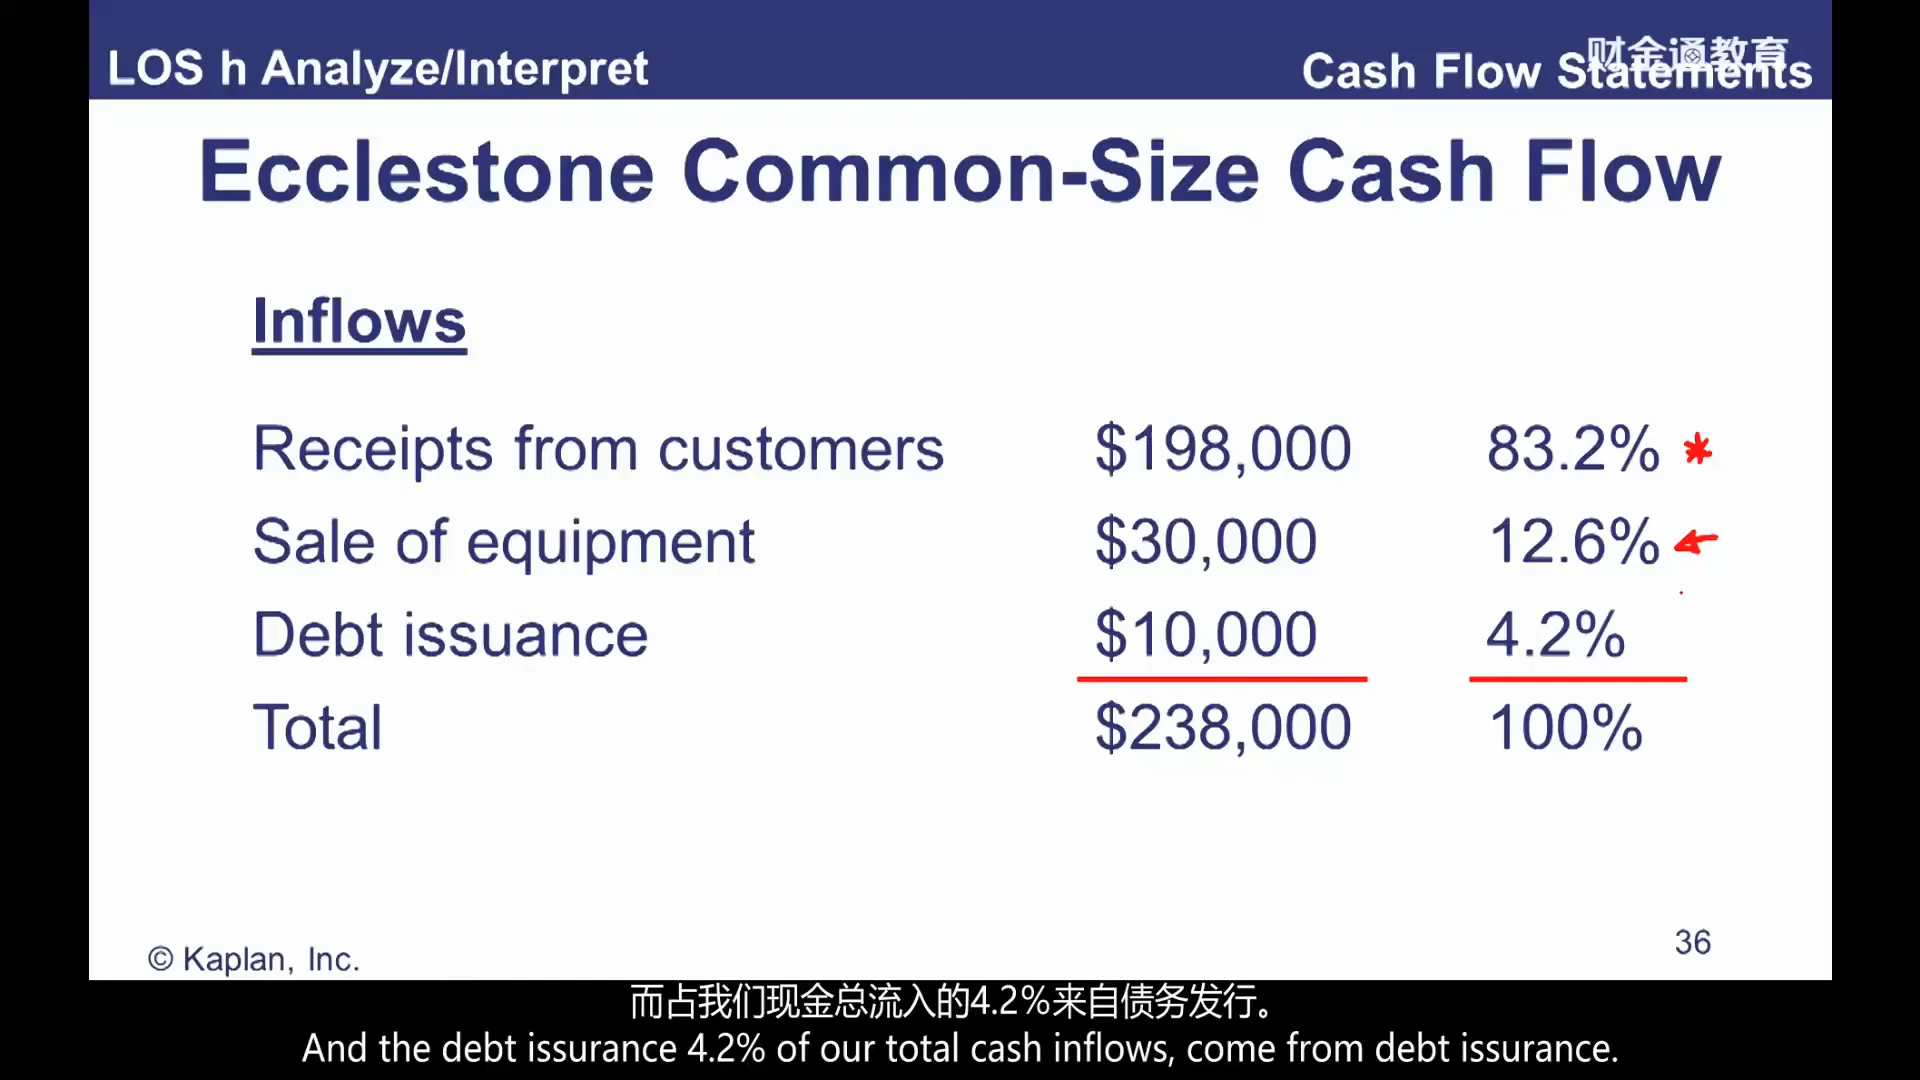 LOS h Analyze/Interpret
财金通教育
Cash Flow Statements
Ecclestone Common-Size Cash Flow
Inflows
Receipts from customers $198,000 83.2% *
Sale of equipment $30,000 12.6%
Debt issuance $10,000 4.2%
Total $238,000 100%
© Kaplan, Inc.
36
而占我们现金总流入的4.2%来自债务发行。
And the debt issurance 4.2% of our total cash inflows, come from debt issurance.